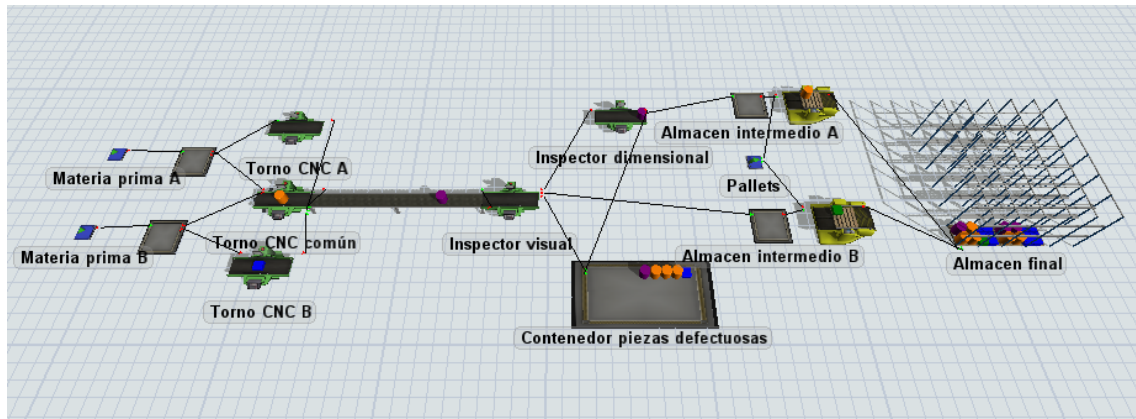 Materia prima A
Torno CNC A
Materia prima B
Torno CNC común
Torno CNC B
Inspector visual
Inspector dimensional
Almacen intermedio A
Pallets
Almacen intermedio B
Contenedor piezas defectuosas
Almacen final